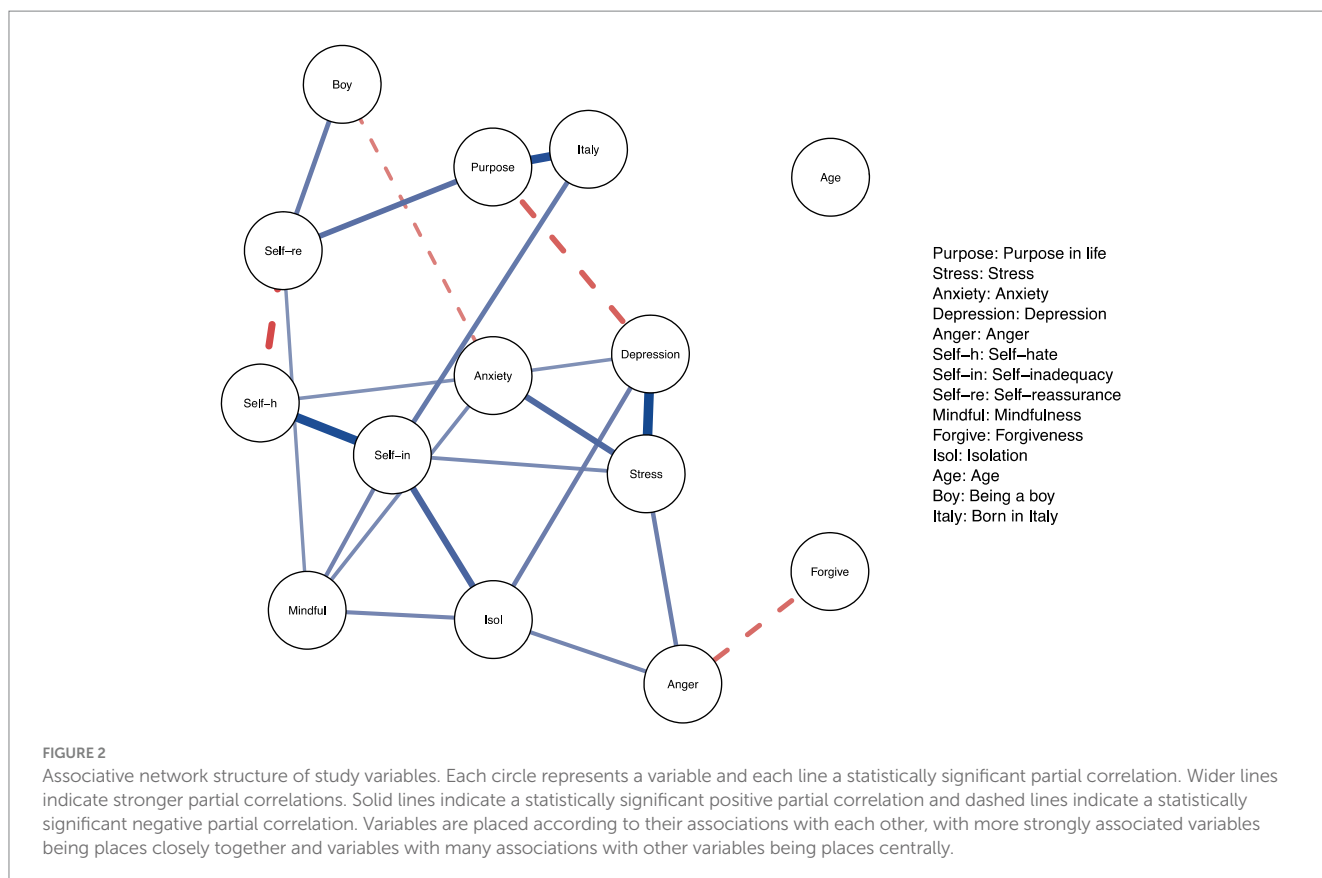 Boy
Italy
Purpose
Age
Self–re
Depression
Anxiety
Self–h
Self–in
Stress
Forgive
Mindful
Isol
Anger
Purpose: Purpose in life
Stress: Stress
Anxiety: Anxiety
Depression: Depression
Anger: Anger
Self–h: Self–hate
Self–in: Self–inadequacy
Self–re: Self–reassurance
Mindful: Mindfulness
Forgive: Forgiveness
Isol: Isolation
Age: Age
Boy: Being a boy
Italy: Born in Italy
FIGURE 2
Associative network structure of study variables. Each circle represents a variable and each line a statistically significant partial correlation. Wider lines
indicate stronger partial correlations. Solid lines indicate a statistically significant positive partial correlation and dashed lines indicate a statistically
significant negative partial correlation. Variables are placed according to their associations with each other, with more strongly associated variables
being places closely together and variables with many associations with other variables being places centrally.